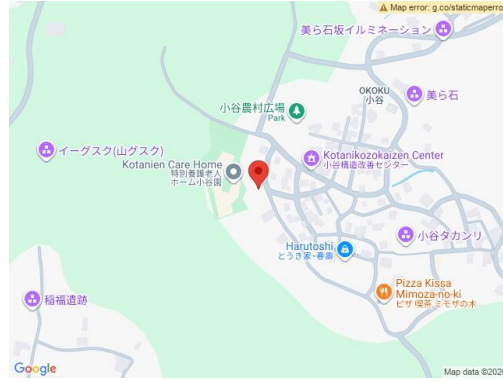 Map error: g.co/staticmaperro
美ら石坂イルミネーション
OKOKU
小谷
美ら石
小谷農村広場
Park
イーグスク(山グスク)
Kotanien Care Home
特別養護老人
ホーム小谷園
Kotanikozokaizen Center
小谷構造改善センター
小谷タカンリ
Harutoshi
とうき家~春壽
Pizza Kissa
Mimoza-no-ki
ピザ 喫茶 ミモザの木
稲福遺跡
Google
Map data ©202